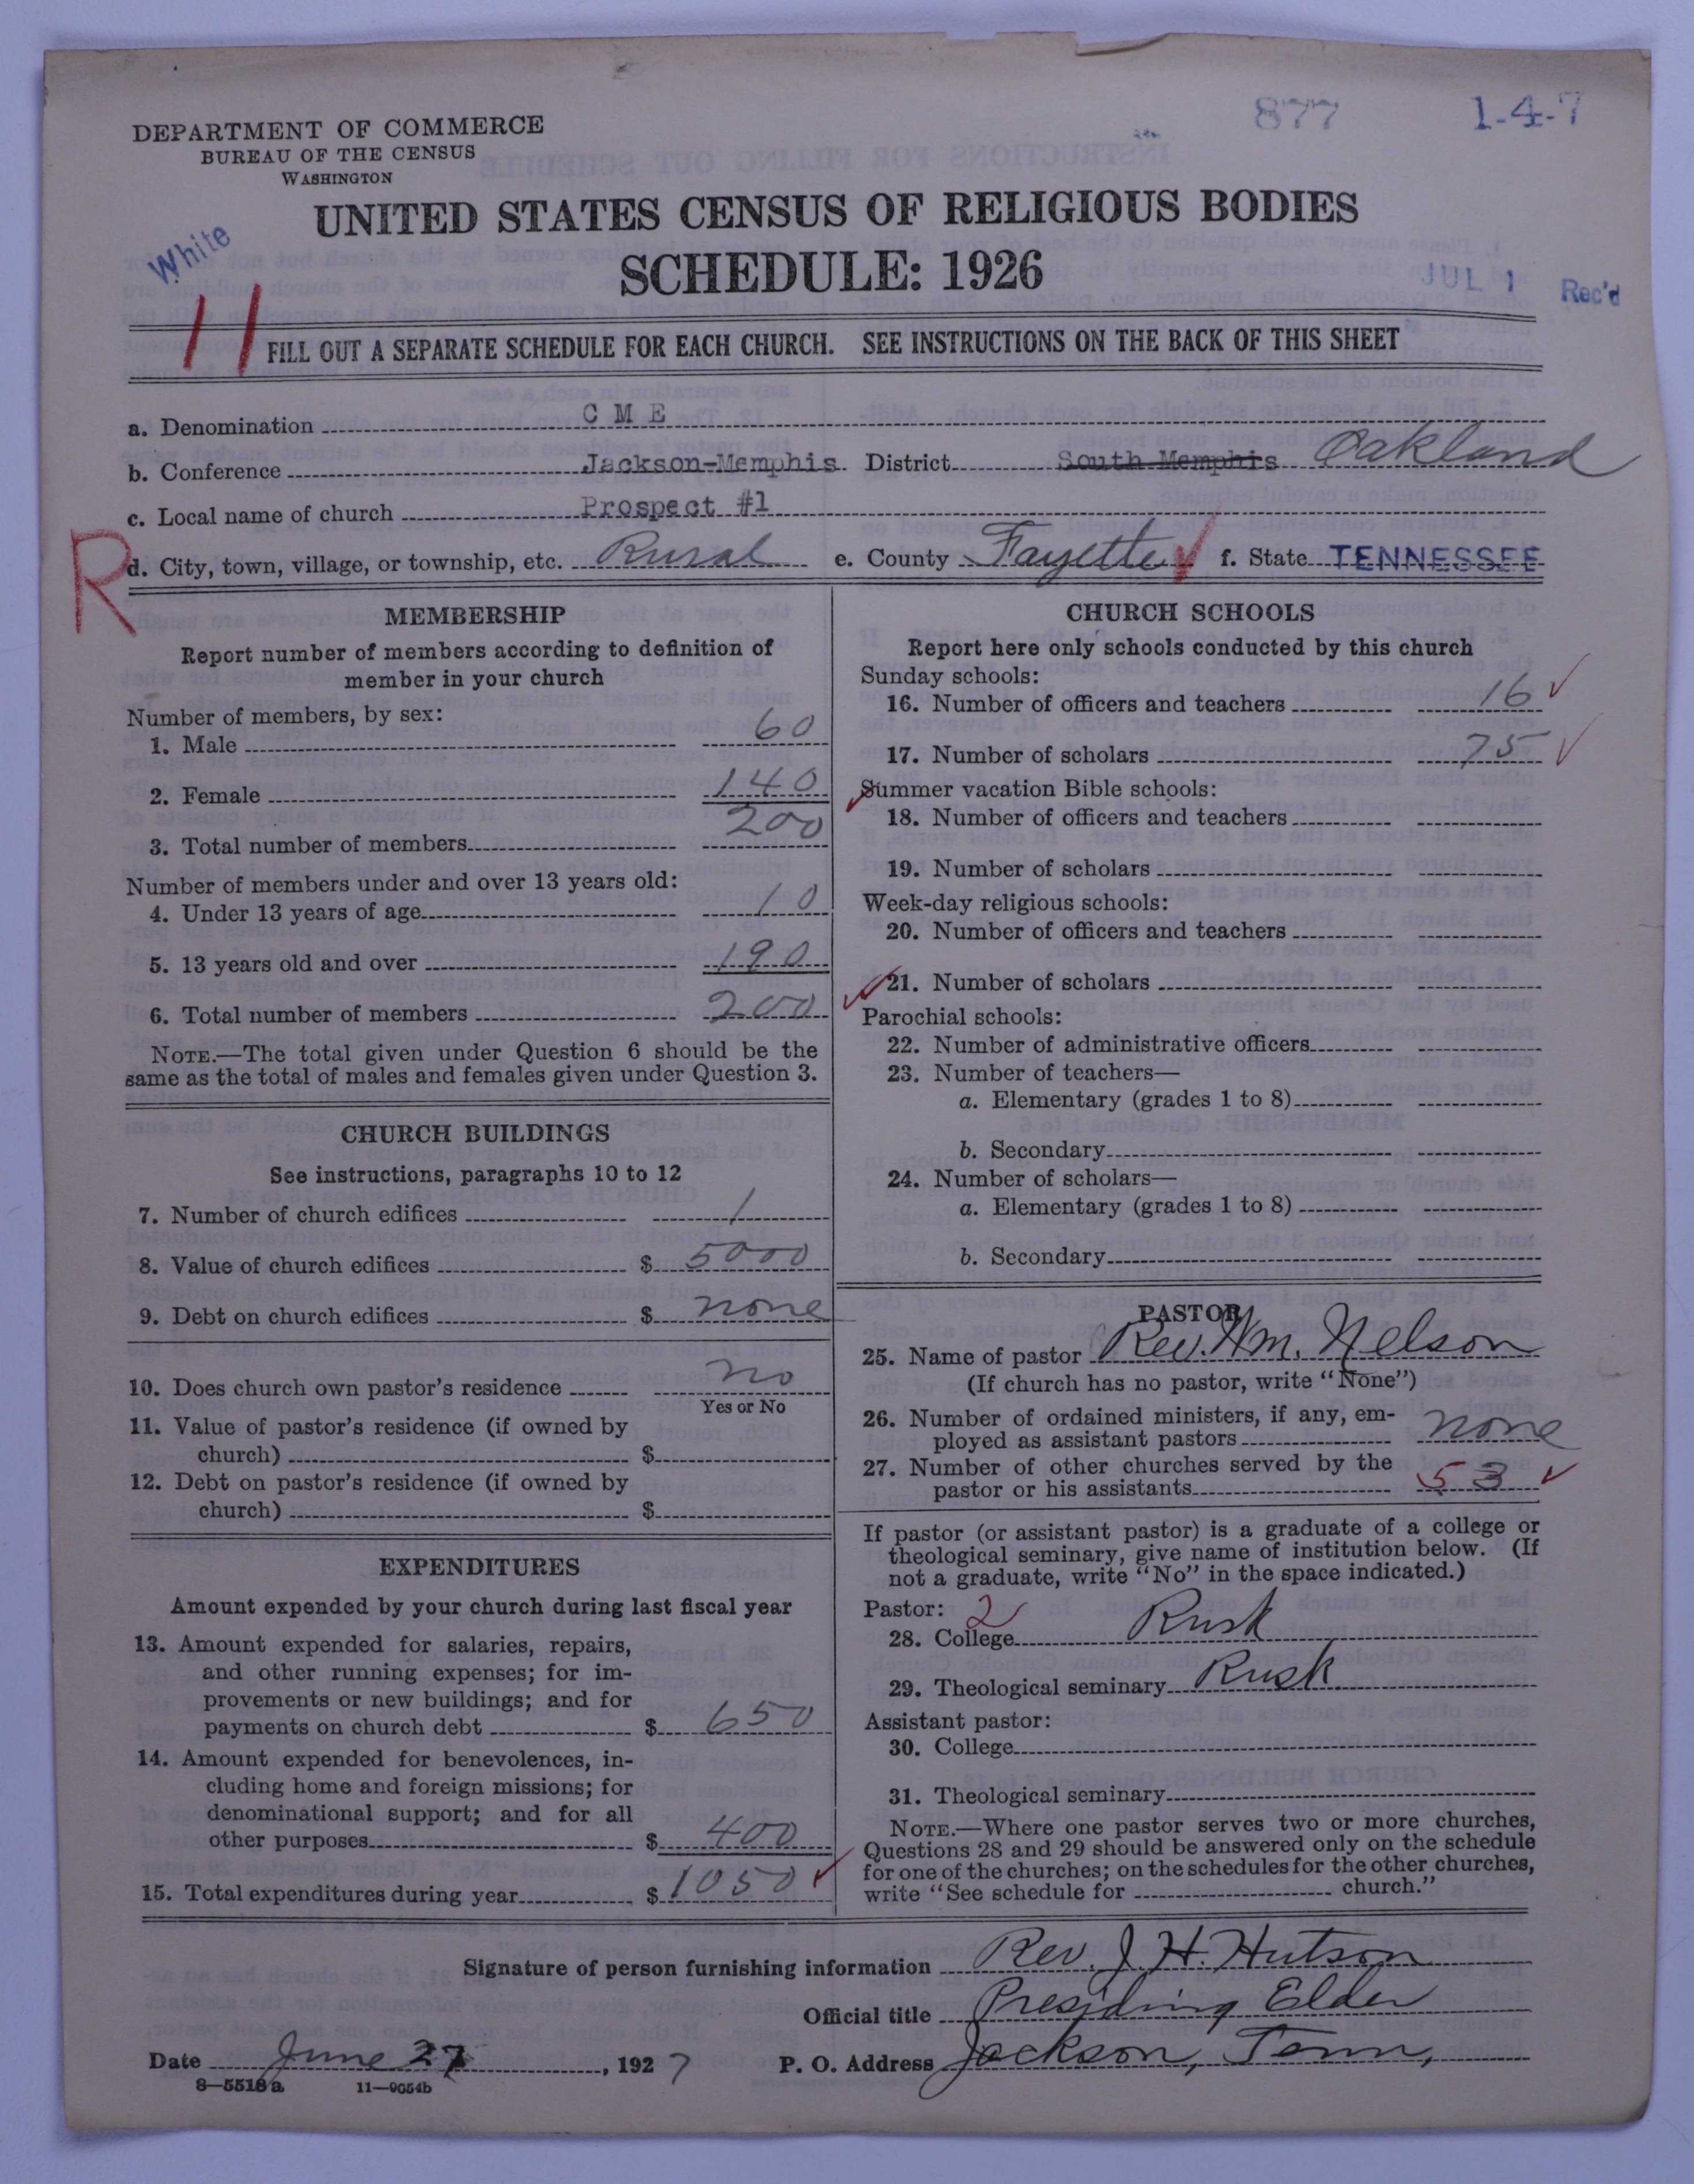 877
1-4-7
DEPARTMENT OF COMMERCE
BUREAU OF THE CENSUS
WASHINGTON
UNITED STATES CENSUS OF RELIGIOUS BODIES
White
SCHEDULE: 1926
JUL 1 Rec'd
11
FILL OUT A SEPARATE SCHEDULE FOR EACH CHURCH. SEE INSTRUCTIONS ON THE BACK OF THIS SHEET
a. Denomination C M E
b. Conference Jackson-Memphis District South Memphis Oakland
c. Local name of church Prospect #1
R
d. City, town, village, or township, etc. Rural e. County Fayette f. State TENNESSEE
MEMBERSHIP
Report number of members according to definition of
member in your church
Number of members, by sex:
1. Male 60
2. Female 140
3. Total number of members 200
Number of members under and over 13 years old:
4. Under 13 years of age 10
5. 13 years old and over 190
6. Total number of members 200
NOTE.—The total given under Question 6 should be the
same as the total of males and females given under Question 3.
CHURCH BUILDINGS
See instructions, paragraphs 10 to 12
7. Number of church edifices 1
8. Value of church edifices $ 5000
9. Debt on church edifices $ none
10. Does church own pastor's residence no
Yes or No
11. Value of pastor's residence (if owned by
church) $
12. Debt on pastor's residence (if owned by
church) $
EXPENDITURES
Amount expended by your church during last fiscal year
13. Amount expended for salaries, repairs,
and other running expenses; for im-
provements or new buildings; and for
payments on church debt $ 650
14. Amount expended for benevolences, in-
cluding home and foreign missions; for
denominational support; and for all
other purposes $ 400
15. Total expenditures during year $ 1050
CHURCH SCHOOLS
Report here only schools conducted by this church
Sunday schools:
16. Number of officers and teachers 16
17. Number of scholars 75
Summer vacation Bible schools:
18. Number of officers and teachers
19. Number of scholars
Week-day religious schools:
20. Number of officers and teachers
21. Number of scholars
Parochial schools:
22. Number of administrative officers
23. Number of teachers—
a. Elementary (grades 1 to 8)
b. Secondary
24. Number of scholars—
a. Elementary (grades 1 to 8)
b. Secondary
PASTOR
25. Name of pastor Rev. Wm. Nelson
(If church has no pastor, write "None")
26. Number of ordained ministers, if any, em-
ployed as assistant pastors none
27. Number of other churches served by the
pastor or his assistants 5 3
If pastor (or assistant pastor) is a graduate of a college or
theological seminary, give name of institution below. (If
not a graduate, write "No" in the space indicated.)
Pastor: 2
28. College Rusk
29. Theological seminary Rusk
Assistant pastor:
30. College
31. Theological seminary
NOTE.—Where one pastor serves two or more churches,
Questions 28 and 29 should be answered only on the schedule
for one of the churches; on the schedules for the other churches,
write "See schedule for church."
Signature of person furnishing information Rev. J. H. Hutson
Official title Presiding Elder
Date June 27, 1927 P. O. Address Jackson, Tenn,
8—5518a 11—9054b